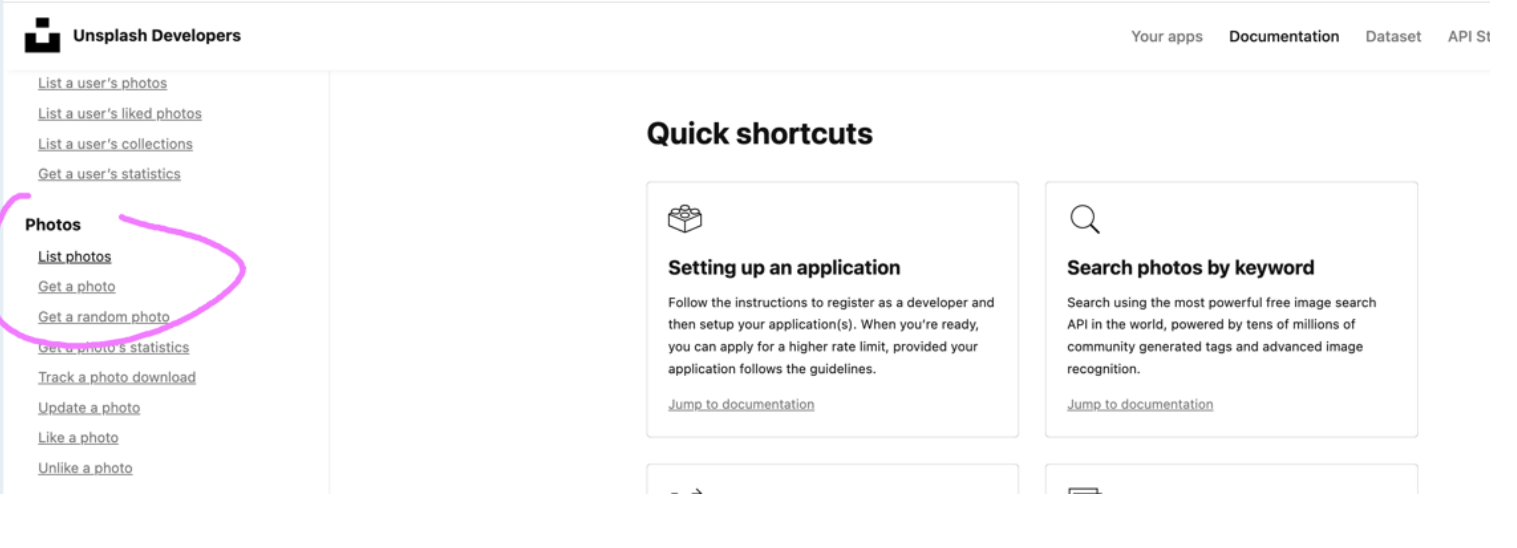 Unsplash Developers
Your apps Documentation Dataset API St
List a user's photos
List a user's liked photos
List a user's collections
Get a user's statistics
Photos
List photos
Get a photo
Get a random photo
Get a photo's statistics
Track a photo download
Update a photo
Like a photo
Unlike a photo
Quick shortcuts
Setting up an application
Follow the instructions to register as a developer and
then setup your application(s). When you're ready,
you can apply for a higher rate limit, provided your
application follows the guidelines.
Jump to documentation
Search photos by keyword
Search using the most powerful free image search
API in the world, powered by tens of millions of
community generated tags and advanced image
recognition.
Jump to documentation